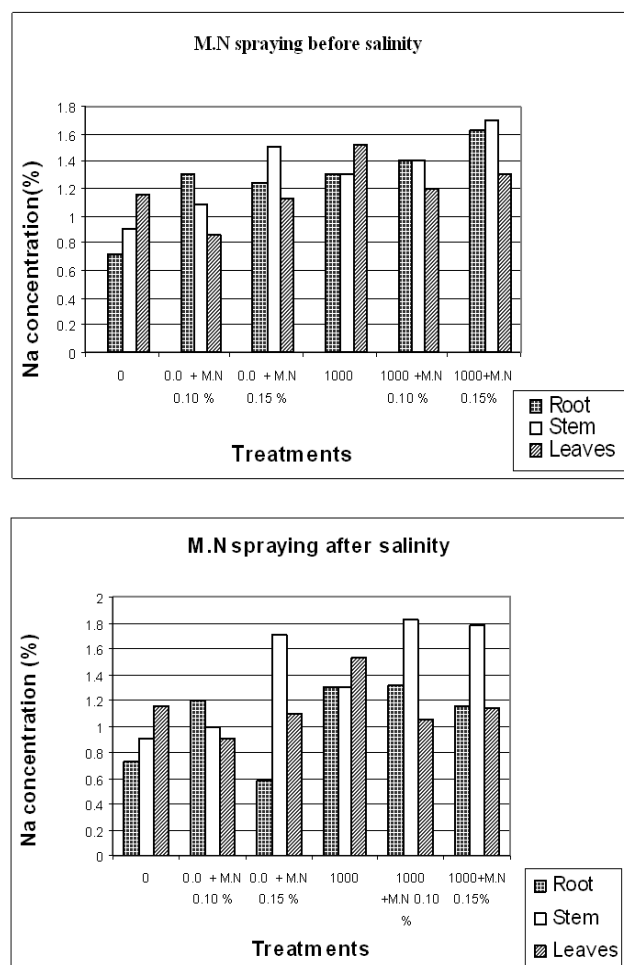 M.N spraying before salinity
Na concentration(%)
1.8
1.6
1.4
1.2
1
0.8
0.6
0.4
0.2
0
0 0.0 + M.N 0.0 + M.N 1000 1000 +M.N 1000+M.N
0.10 % 0.15 % 0.10 % 0.15%
Treatments
Root
Stem
Leaves
M.N spraying after salinity
Na concentration (%)
2
1.8
1.6
1.4
1.2
1
0.8
0.6
0.4
0.2
0
0 0.0 + M.N 0.0 + M.N 1000 1000 1000+M.N
0.10 % 0.15 % +M.N 0.10 0.15%
%
Treatments
Root
Stem
Leaves